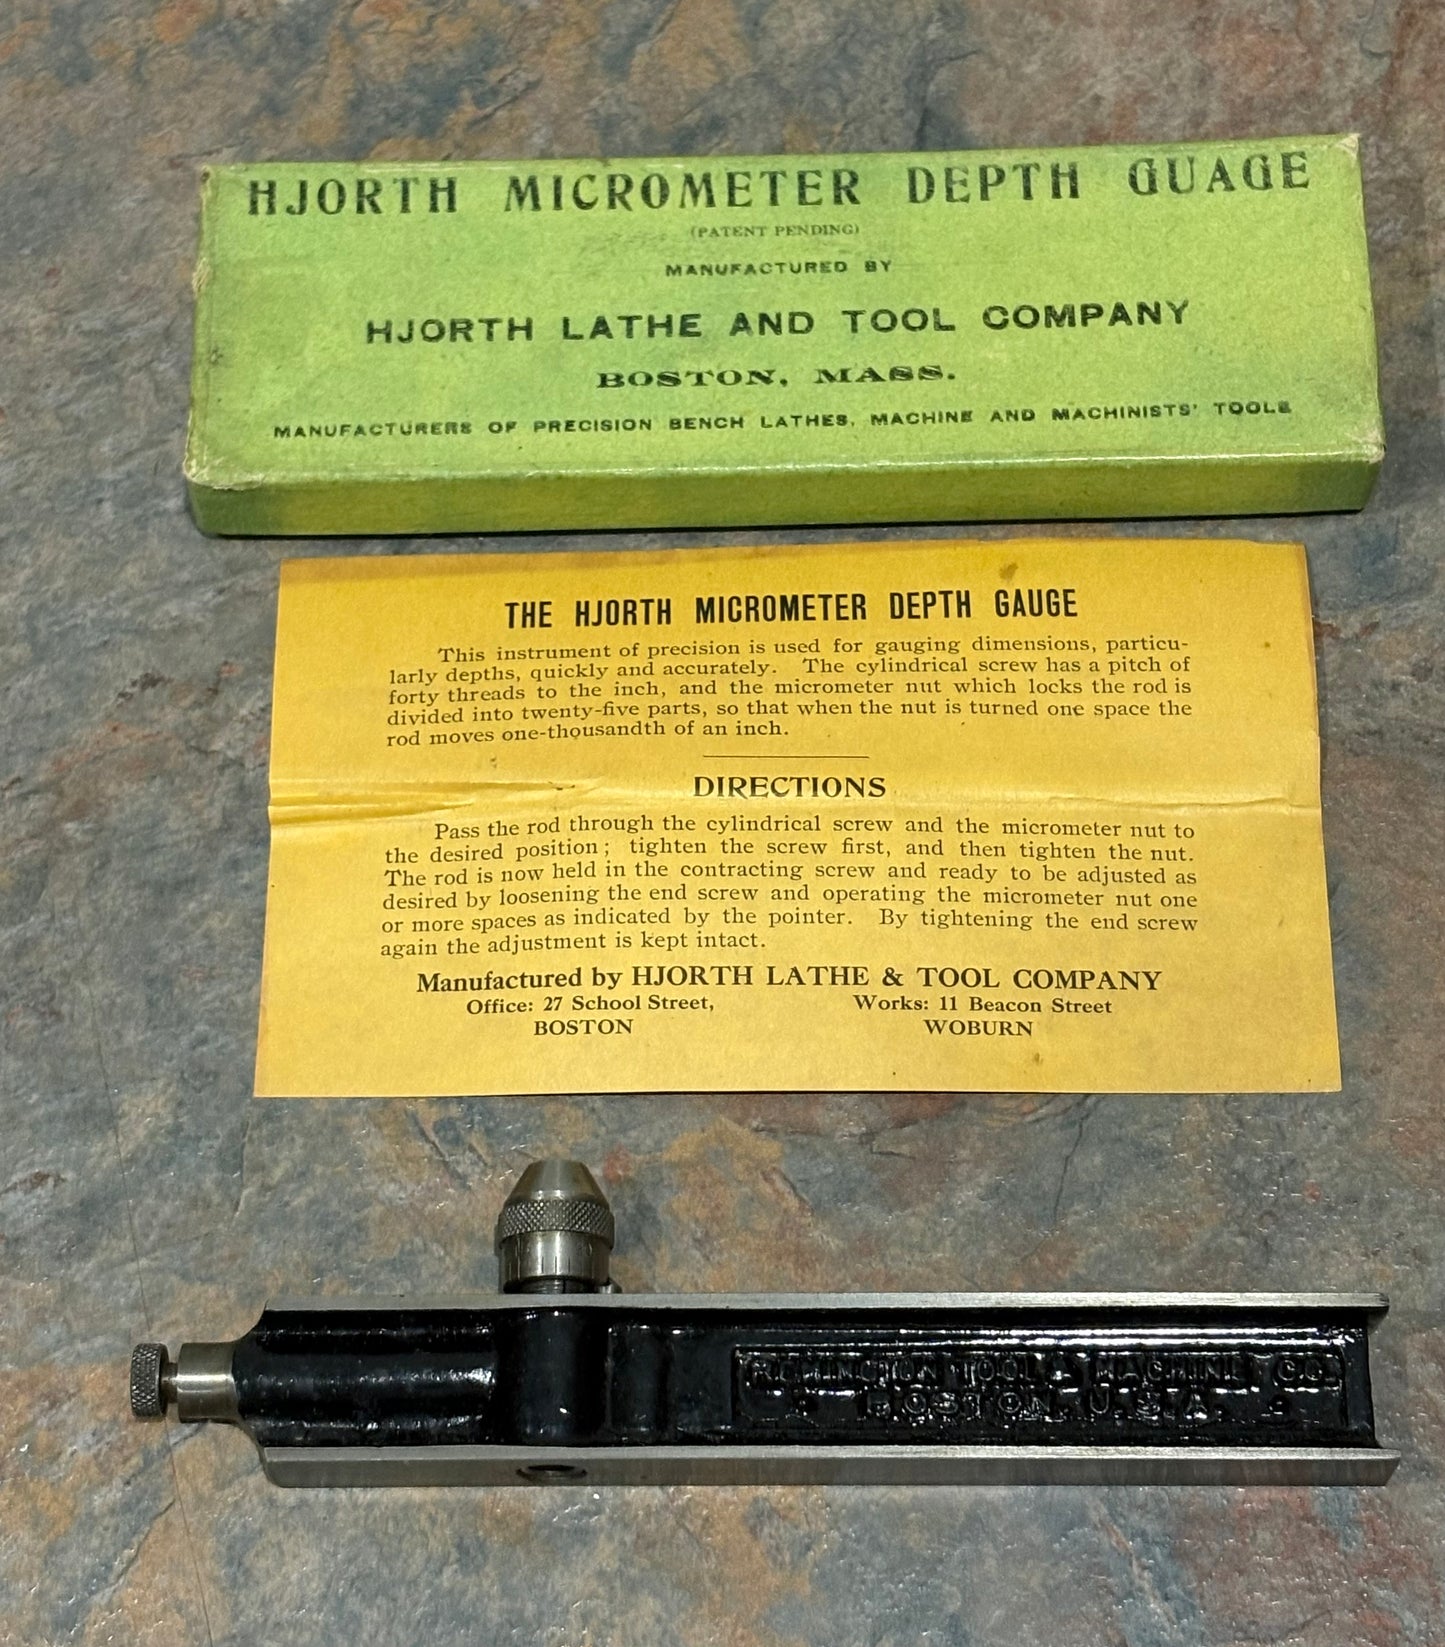 HJORTH MICROMETER DEPTH GUAGE
(PATENT PENDING)
MANUFACTURED BY
HJORTH LATHE AND TOOL COMPANY
BOSTON, MASS.
MANUFACTURERS OF PRECISION BENCH LATHES, MACHINE AND MACHINISTS' TOOLS
THE HJORTH MICROMETER DEPTH GAUGE
This instrument of precision is used for gauging dimensions, particu-
larly depths, quickly and accurately. The cylindrical screw has a pitch of
forty threads to the inch, and the micrometer nut which locks the rod is
divided into twenty-five parts, so that when the nut is turned one space the
rod moves one-thousandth of an inch.
DIRECTIONS
Pass the rod through the cylindrical screw and the micrometer nut to
the desired position; tighten the screw first, and then tighten the nut.
The rod is now held in the contracting screw and ready to be adjusted as
desired by loosening the end screw and operating the micrometer nut one
or more spaces as indicated by the pointer. By tightening the end screw
again the adjustment is kept intact.
Manufactured by HJORTH LATHE & TOOL COMPANY
Office: 27 School Street, Works: 11 Beacon Street
BOSTON WOBURN
REMINGTON TOOL & MACHINE CO.
BOSTON, U.S.A.